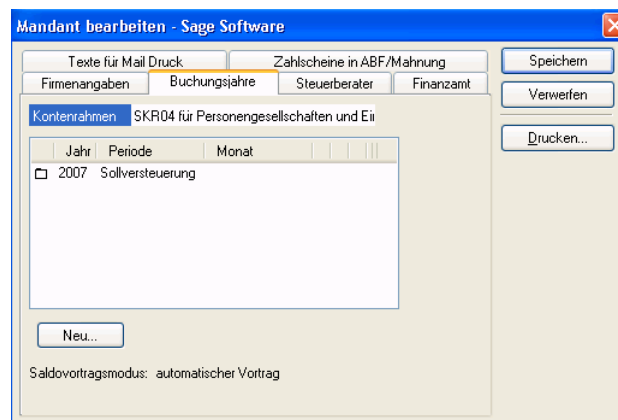 Mandant bearbeiten - Sage Software
Texte für Mail Druck Zahlscheine in ABF/Mahnung
Firmenangaben Buchungsjahre Steuerberater Finanzamt
Speichern
Verwerfen
Drucken...
Kontenrahmen SKR04 für Personengesellschaften und Ei
Jahr Periode Monat
2007 Sollversteuerung
Neu...
Saldovortragsmodus: automatischer Vortrag